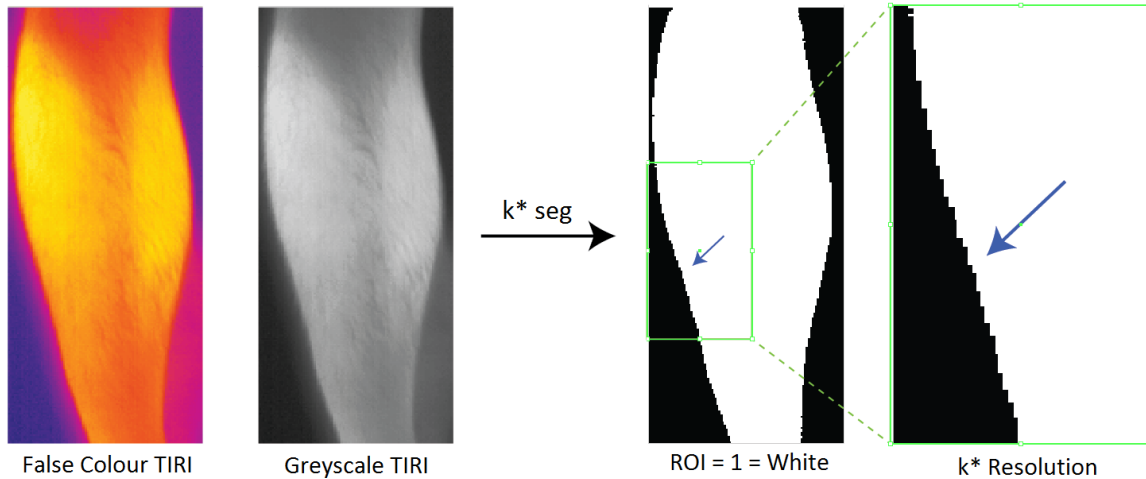 k* seg
False Colour TIRI
Greyscale TIRI
ROI = 1 = White
k* Resolution